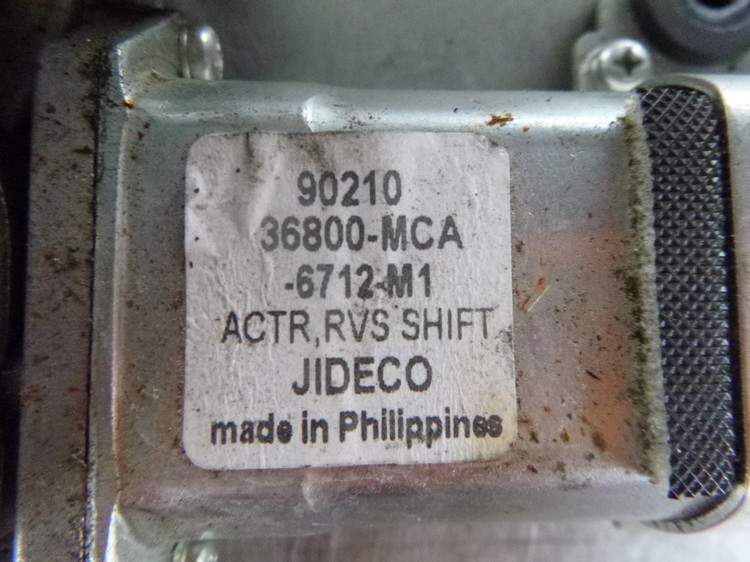 90210
36800-MCA
-6712-M1
ACTR,RVS SHIFT
JIDECO
made in Philippines